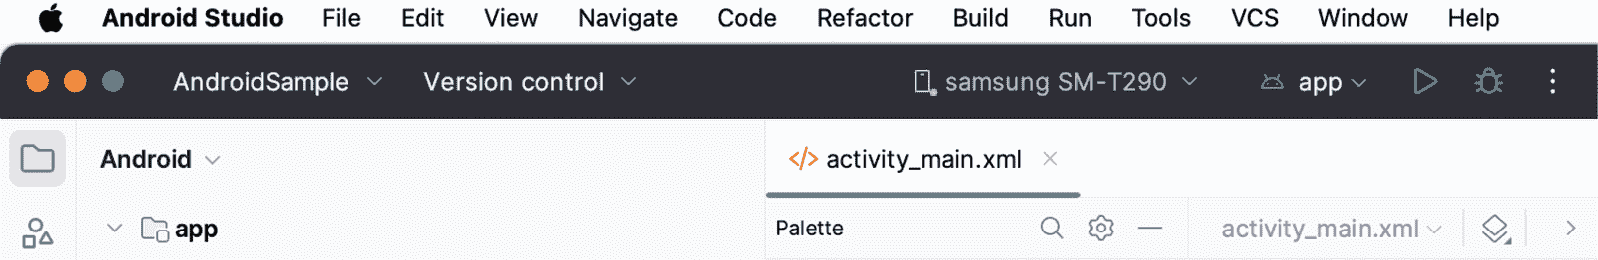 Android Studio File Edit View Navigate Code Refactor Build Run Tools VCS Window Help
AndroidSample Version control samsung SM-T290 app
Android activity_main.xml
app Palette activity_main.xml